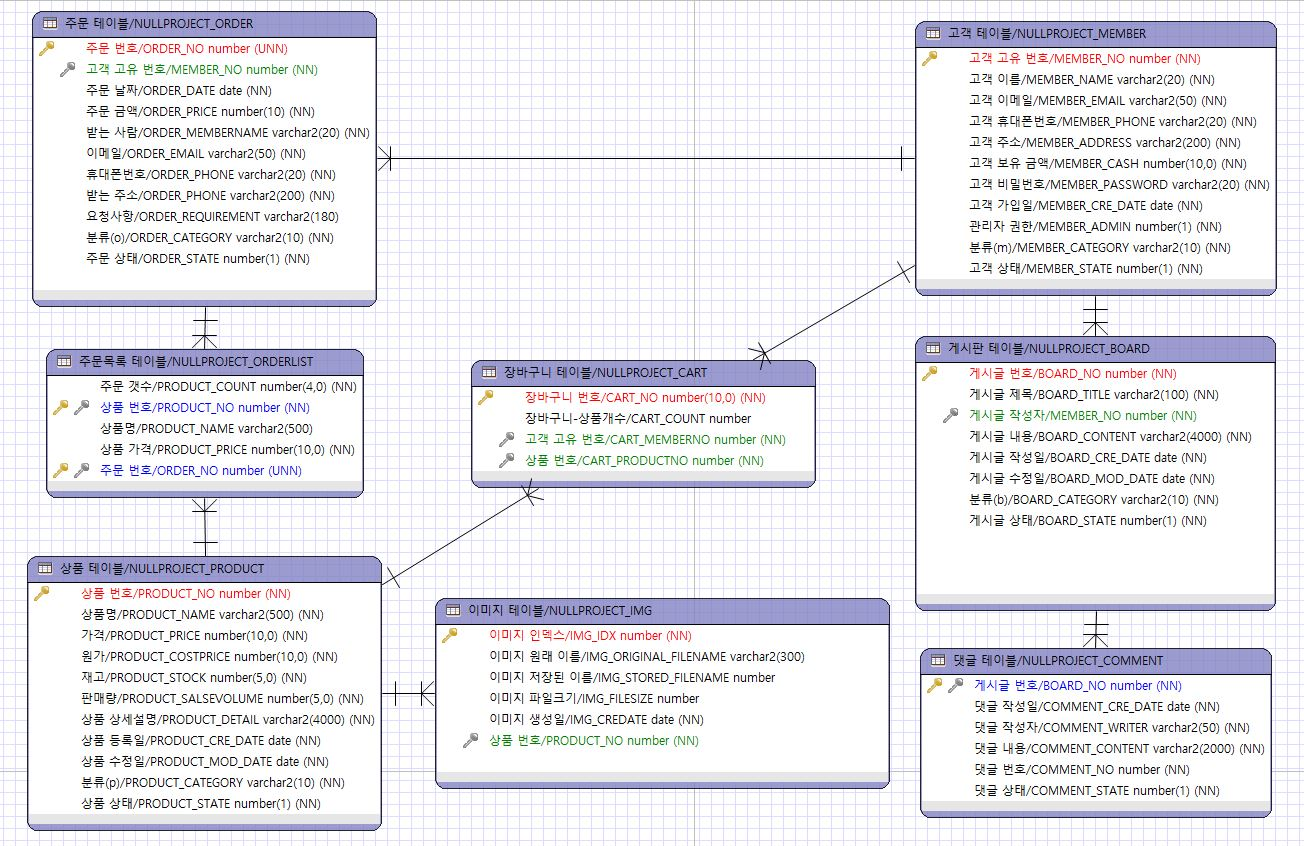 주문 테이블/NULLPROJECT_ORDER
주문 번호/ORDER_NO number (UNN)
고객 고유 번호/MEMBER_NO number (NN)
주문 날짜/ORDER_DATE date (NN)
주문 금액/ORDER_PRICE number(10) (NN)
받는 사람/ORDER_MEMBERNAME varchar2(20) (NN)
이메일/ORDER_EMAIL varchar2(50) (NN)
휴대폰번호/ORDER_PHONE varchar2(20) (NN)
받는 주소/ORDER_PHONE varchar2(200) (NN)
요청사항/ORDER_REQUIREMENT varchar2(180)
분류(o)/ORDER_CATEGORY varchar2(10) (NN)
주문 상태/ORDER_STATE number(1) (NN)
고객 테이블/NULLPROJECT_MEMBER
고객 고유 번호/MEMBER_NO number (NN)
고객 이름/MEMBER_NAME varchar2(20) (NN)
고객 이메일/MEMBER_EMAIL varchar2(50) (NN)
고객 휴대폰번호/MEMBER_PHONE varchar2(20) (NN)
고객 주소/MEMBER_ADDRESS varchar2(200) (NN)
고객 보유 금액/MEMBER_CASH number(10,0) (NN)
고객 비밀번호/MEMBER_PASSWORD varchar2(20) (NN)
고객 가입일/MEMBER_CRE_DATE date (NN)
관리자 권한/MEMBER_ADMIN number(1) (NN)
분류(m)/MEMBER_CATEGORY varchar2(10) (NN)
고객 상태/MEMBER_STATE number(1) (NN)
주문목록 테이블/NULLPROJECT_ORDERLIST
주문 갯수/PRODUCT_COUNT number(4,0) (NN)
상품 번호/PRODUCT_NO number (NN)
상품명/PRODUCT_NAME varchar2(500)
상품 가격/PRODUCT_PRICE number(10,0) (NN)
주문 번호/ORDER_NO number (UNN)
장바구니 테이블/NULLPROJECT_CART
장바구니 번호/CART_NO number(10,0) (NN)
장바구니-상품개수/CART_COUNT number
고객 고유 번호/CART_MEMBERNO number (NN)
상품 번호/CART_PRODUCTNO number (NN)
게시판 테이블/NULLPROJECT_BOARD
게시글 번호/BOARD_NO number (NN)
게시글 제목/BOARD_TITLE varchar2(100) (NN)
게시글 작성자/MEMBER_NO number (NN)
게시글 내용/BOARD_CONTENT varchar2(4000) (NN)
게시글 작성일/BOARD_CRE_DATE date (NN)
게시글 수정일/BOARD_MOD_DATE date (NN)
분류(b)/BOARD_CATEGORY varchar2(10) (NN)
게시글 상태/BOARD_STATE number(1) (NN)
상품 테이블/NULLPROJECT_PRODUCT
상품 번호/PRODUCT_NO number (NN)
상품명/PRODUCT_NAME varchar2(500) (NN)
가격/PRODUCT_PRICE number(10,0) (NN)
원가/PRODUCT_COSTPRICE number(10,0) (NN)
재고/PRODUCT_STOCK number(5,0) (NN)
판매량/PRODUCT_SALSEVOLUME number(5,0) (NN)
상품 상세설명/PRODUCT_DETAIL varchar2(4000) (NN)
상품 등록일/PRODUCT_CRE_DATE date (NN)
상품 수정일/PRODUCT_MOD_DATE date (NN)
분류(p)/PRODUCT_CATEGORY varchar2(10) (NN)
상품 상태/PRODUCT_STATE number(1) (NN)
이미지 테이블/NULLPROJECT_IMG
이미지 인덱스/IMG_IDX number (NN)
이미지 원래 이름/IMG_ORIGINAL_FILENAME varchar2(300)
이미지 저장된 이름/IMG_STORED_FILENAME number
이미지 파일크기/IMG_FILESIZE number
이미지 생성일/IMG_CREDATE date (NN)
상품 번호/PRODUCT_NO number (NN)
댓글 테이블/NULLPROJECT_COMMENT
게시글 번호/BOARD_NO number (NN)
댓글 작성일/COMMENT_CRE_DATE date (NN)
댓글 작성자/COMMENT_WRITER varchar2(50) (NN)
댓글 내용/COMMENT_CONTENT varchar2(2000) (NN)
댓글 번호/COMMENT_NO number (NN)
댓글 상태/COMMENT_STATE number(1) (NN)